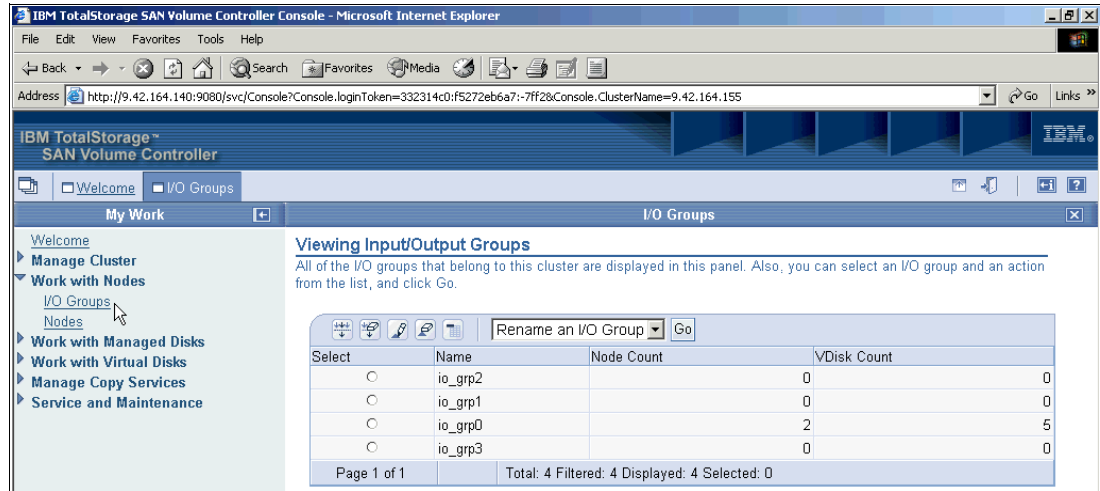 IBM TotalStorage SAN Volume Controller Console - Microsoft Internet Explorer
File Edit View Favorites Tools Help
Back Search Favorites Media
Address http://9.42.164.140:9080/svc/Console?Console.loginToken=332314c0:f5272eb6a7:-7ff2&Console.ClusterName=9.42.164.155 Go Links »
IBM TotalStorage™
SAN Volume Controller
IBM®
Welcome I/O Groups
My Work
I/O Groups
Welcome
Manage Cluster
Work with Nodes
I/O Groups
Nodes
Work with Managed Disks
Work with Virtual Disks
Manage Copy Services
Service and Maintenance
Viewing Input/Output Groups
All of the I/O groups that belong to this cluster are displayed in this panel. Also, you can select an I/O group and an action
from the list, and click Go.
Rename an I/O Group Go
Select Name Node Count VDisk Count
io_grp2 0 0
io_grp1 0 0
io_grp0 2 5
io_grp3 0 0
Page 1 of 1 Total: 4 Filtered: 4 Displayed: 4 Selected: 0